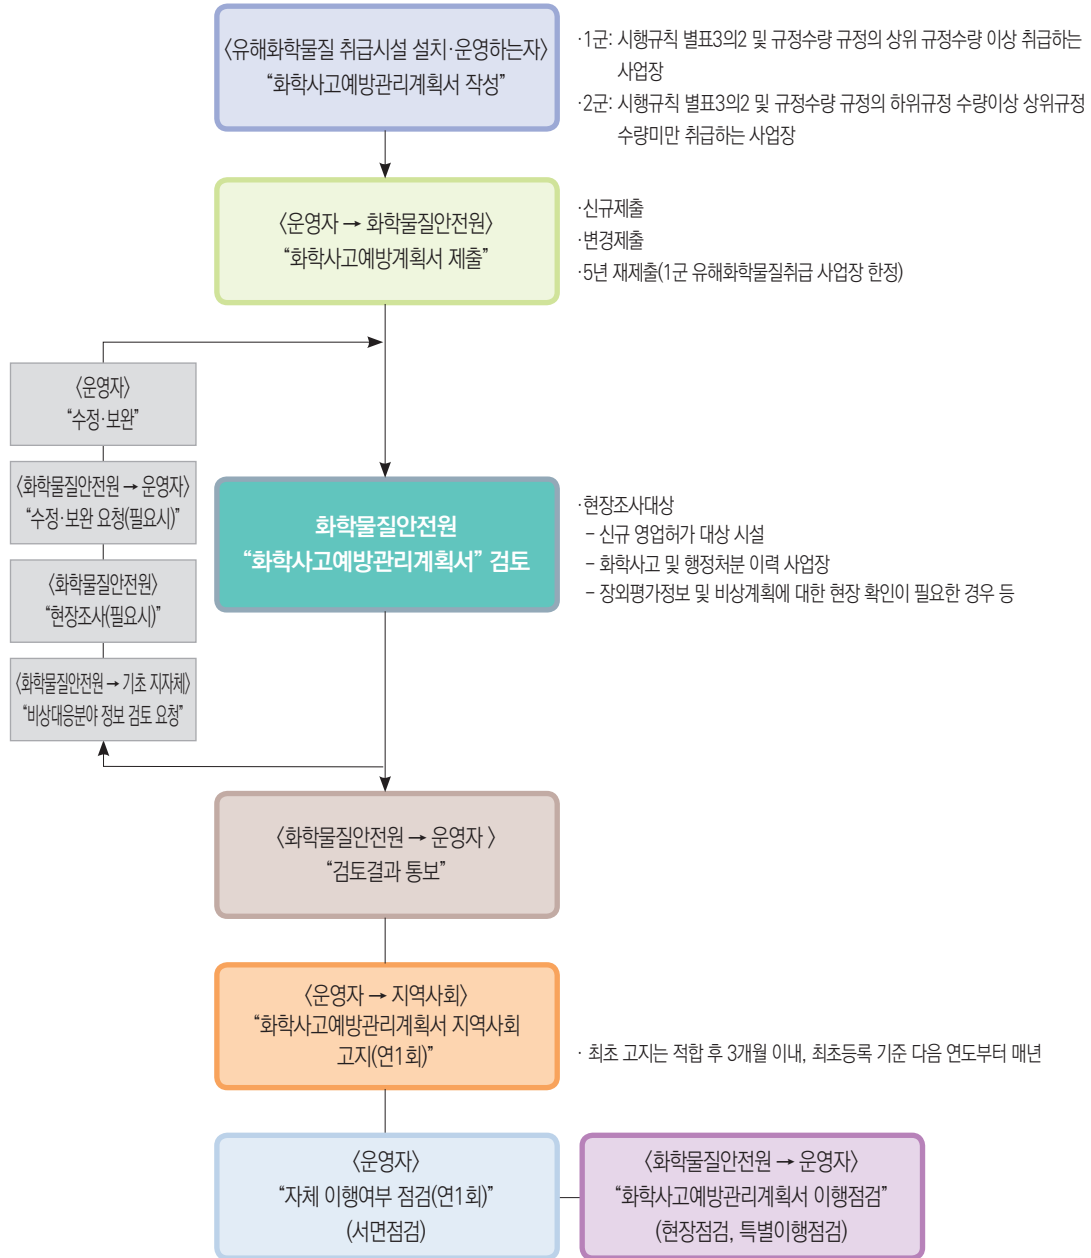 〈유해화학물질 취급시설 설치·운영하는자〉
“화학사고예방관리계획서 작성”
·1군: 시행규칙 별표3의2 및 규정수량 규정의 상위 규정수량 이상 취급하는
사업장
·2군: 시행규칙 별표3의2 및 규정수량 규정의 하위규정 수량이상 상위규정
수량미만 취급하는 사업장
〈운영자 → 화학물질안전원〉
“화학사고예방계획서 제출”
·신규제출
·변경제출
·5년 재제출(1군 유해화학물질취급 사업장 한정)
〈운영자〉
“수정·보완”
〈화학물질안전원 → 운영자〉
“수정·보완 요청(필요시)”
〈화학물질안전원〉
“현장조사(필요시)”
〈화학물질안전원 → 기초 지자체〉
“비상대응분야 정보 검토 요청”
화학물질안전원
“화학사고예방관리계획서” 검토
·현장조사대상
– 신규 영업허가 대상 시설
– 화학사고 및 행정처분 이력 사업장
– 장외평가정보 및 비상계획에 대한 현장 확인이 필요한 경우 등
〈화학물질안전원 → 운영자 〉
“검토결과 통보”
〈운영자 → 지역사회〉
“화학사고예방관리계획서 지역사회
고지(연1회)”
· 최초 고지는 적합 후 3개월 이내, 최초등록 기준 다음 연도부터 매년
〈운영자〉
“자체 이행여부 점검(연1회)”
(서면점검)
〈화학물질안전원 → 운영자〉
“화학사고예방관리계획서 이행점검”
(현장점검, 특별이행점검)